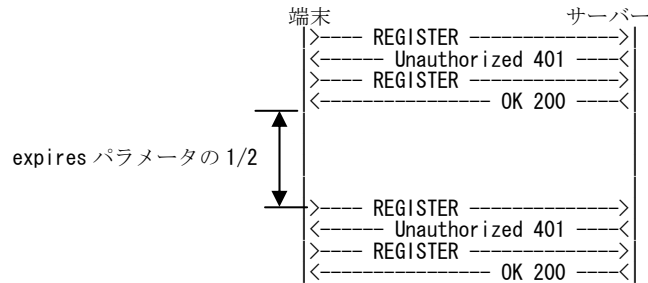 端末 サーバー
|>---- REGISTER -------------->|
|<------ Unauthorized 401 ----<|
|>---- REGISTER -------------->|
|<---------------- OK 200 ----<|
expires パラメータの 1/2
|>---- REGISTER -------------->|
|<------ Unauthorized 401 ----<|
|>---- REGISTER -------------->|
|<---------------- OK 200 ----<|